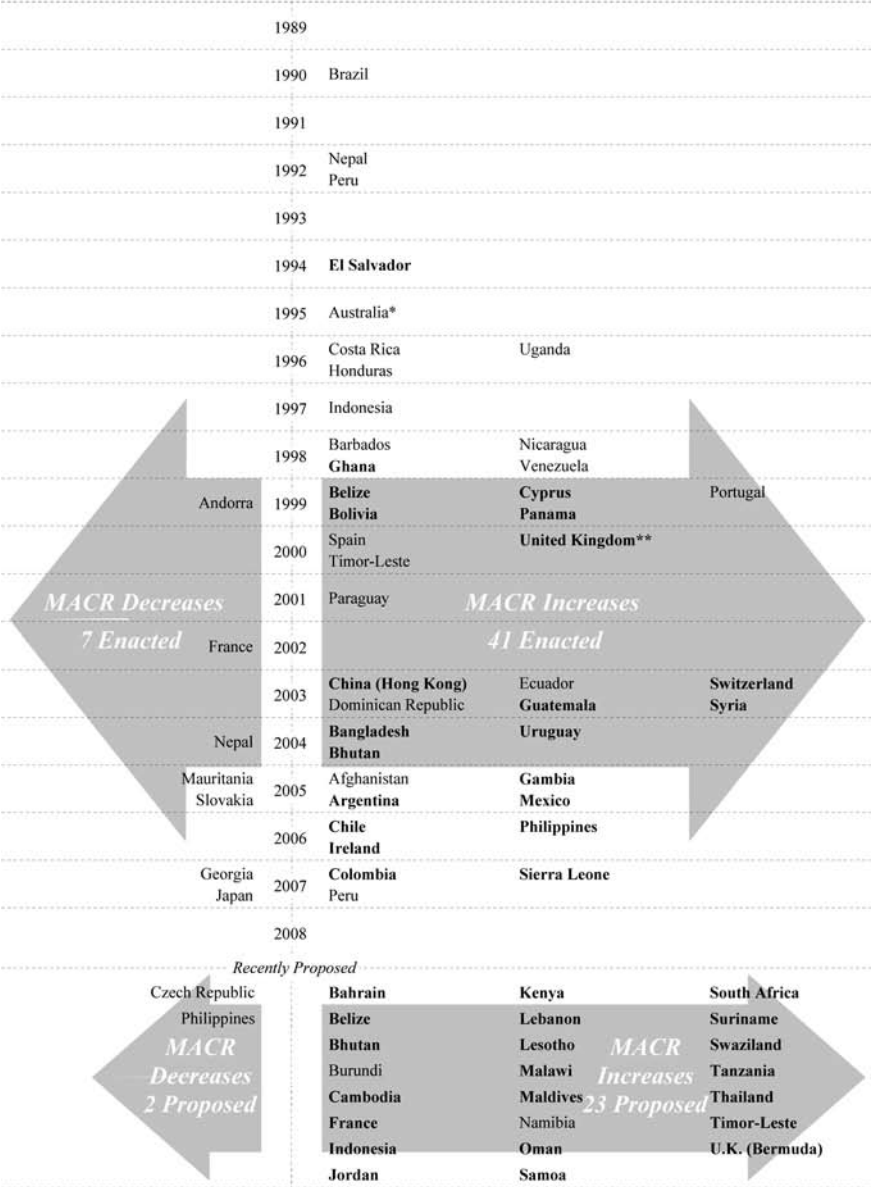 1989
1990 Brazil
1991
1992 Nepal
Peru
1993
1994 El Salvador
1995 Australia*
1996 Costa Rica Uganda
Honduras
1997 Indonesia
1998 Barbados Nicaragua
Ghana Venezuela
Andorra 1999 Belize Cyprus Portugal
Bolivia Panama
2000 Spain United Kingdom**
Timor-Leste
MACR Decreases 2001 Paraguay MACR Increases
7 Enacted France 2002 41 Enacted
2003 China (Hong Kong) Ecuador Switzerland
Dominican Republic Guatemala Syria
Nepal 2004 Bangladesh Uruguay
Bhutan
Mauritania 2005 Afghanistan Gambia
Slovakia Argentina Mexico
2006 Chile Philippines
Ireland
Georgia 2007 Colombia Sierra Leone
Japan Peru
2008
Recently Proposed
Czech Republic Bahrain Kenya South Africa
Philippines Belize Lebanon Suriname
MACR Bhutan Lesotho MACR Swaziland
Decreases Burundi Malawi Increases Tanzania
2 Proposed Cambodia Maldives 23 Proposed Thailand
France Namibia Timor-Leste
Indonesia Oman U.K. (Bermuda)
Jordan Samoa